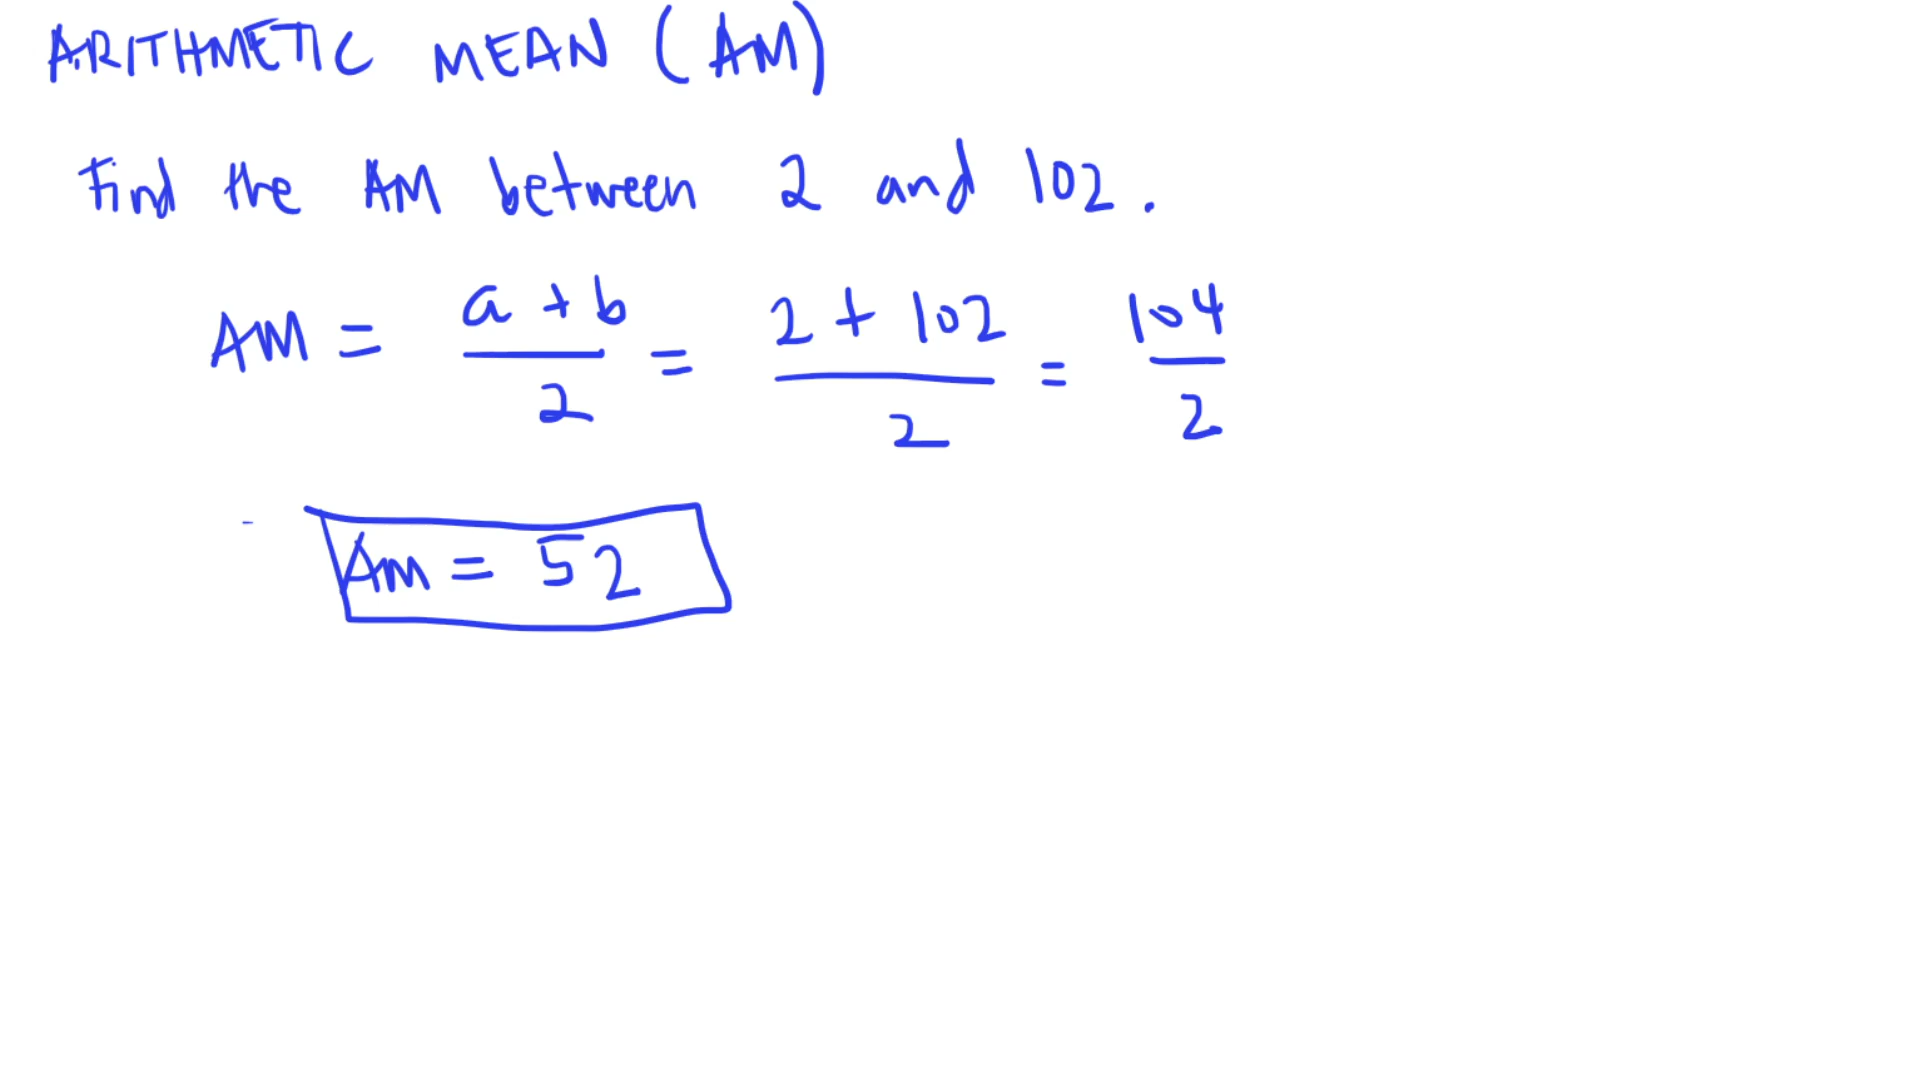 ARITHMETIC MEAN (AM)
Find the AM between 2 and 102.
AM = a + b / 2 = 2 + 102 / 2 = 104 / 2
AM = 52